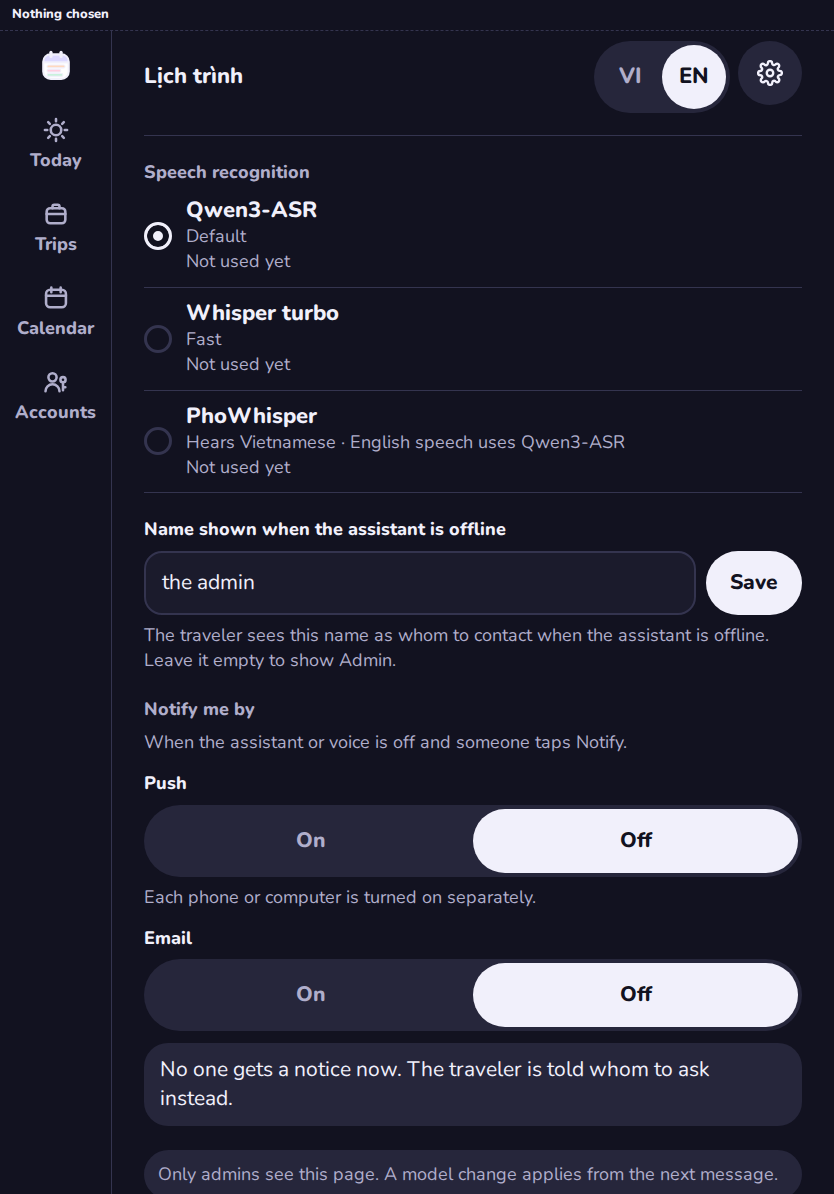 Nothing chosen
Lịch trình
VI
EN
Today
Trips
Calendar
Accounts
Speech recognition
Qwen3-ASR
Default
Not used yet
Whisper turbo
Fast
Not used yet
PhoWhisper
Hears Vietnamese · English speech uses Qwen3-ASR
Not used yet
Name shown when the assistant is offline
the admin
Save
The traveler sees this name as whom to contact when the assistant is offline.
Leave it empty to show Admin.
Notify me by
When the assistant or voice is off and someone taps Notify.
Push
On
Off
Each phone or computer is turned on separately.
Email
On
Off
No one gets a notice now. The traveler is told whom to ask
instead.
Only admins see this page. A model change applies from the next message.